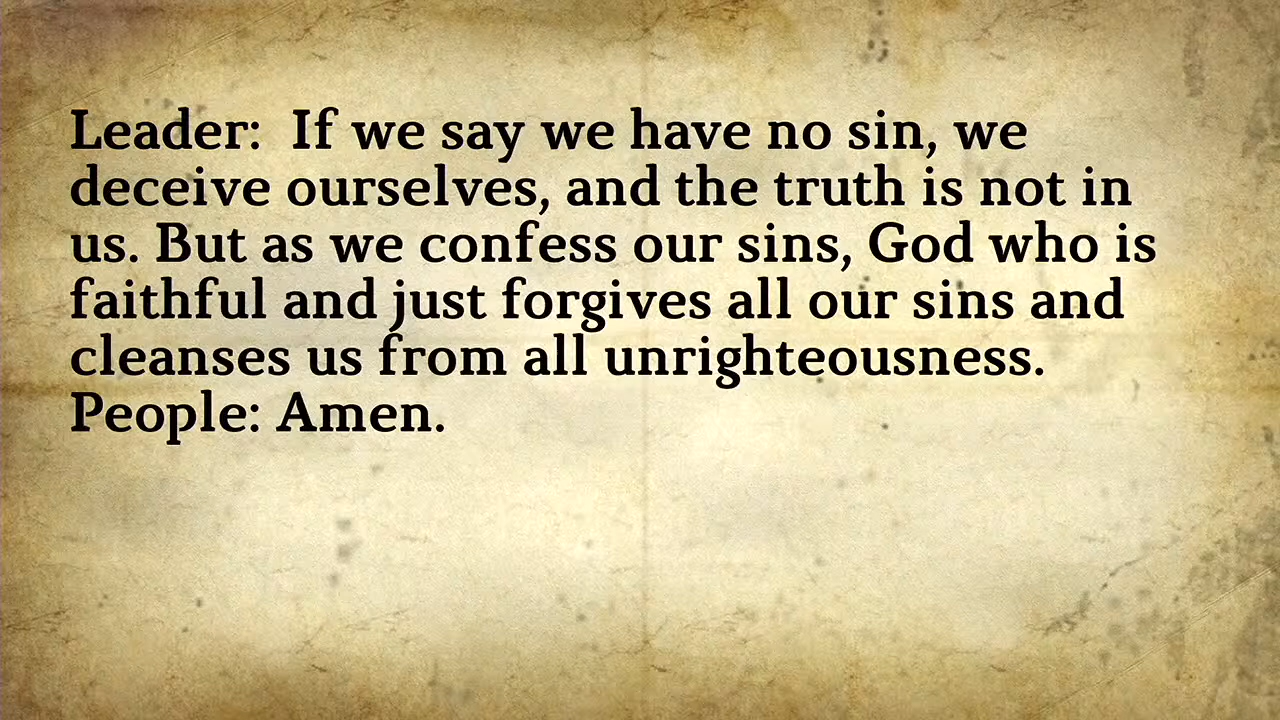 Leader:  If we say we have no sin, we
deceive ourselves, and the truth is not in
us. But as we confess our sins, God who is
faithful and just forgives all our sins and
cleanses us from all unrighteousness.
People: Amen.